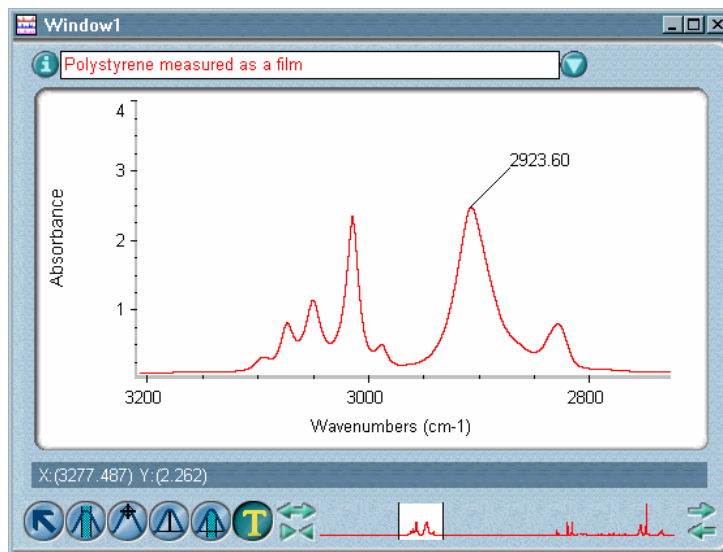 Window1
i
Polystyrene measured as a film
4
3
2
1
Absorbance
2923.60
3200
3000
2800
Wavenumbers (cm-1)
X:(3277.487) Y:(2.262)
T